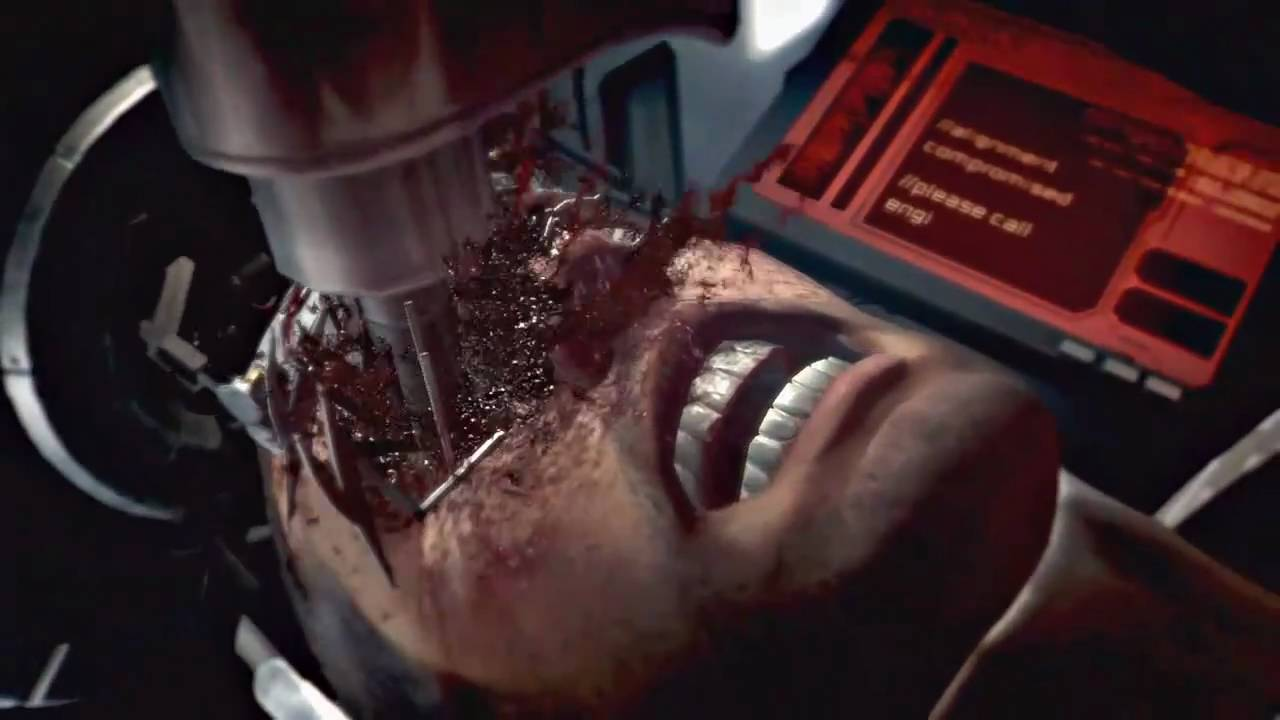 //alignment
compromised
//please call
engi